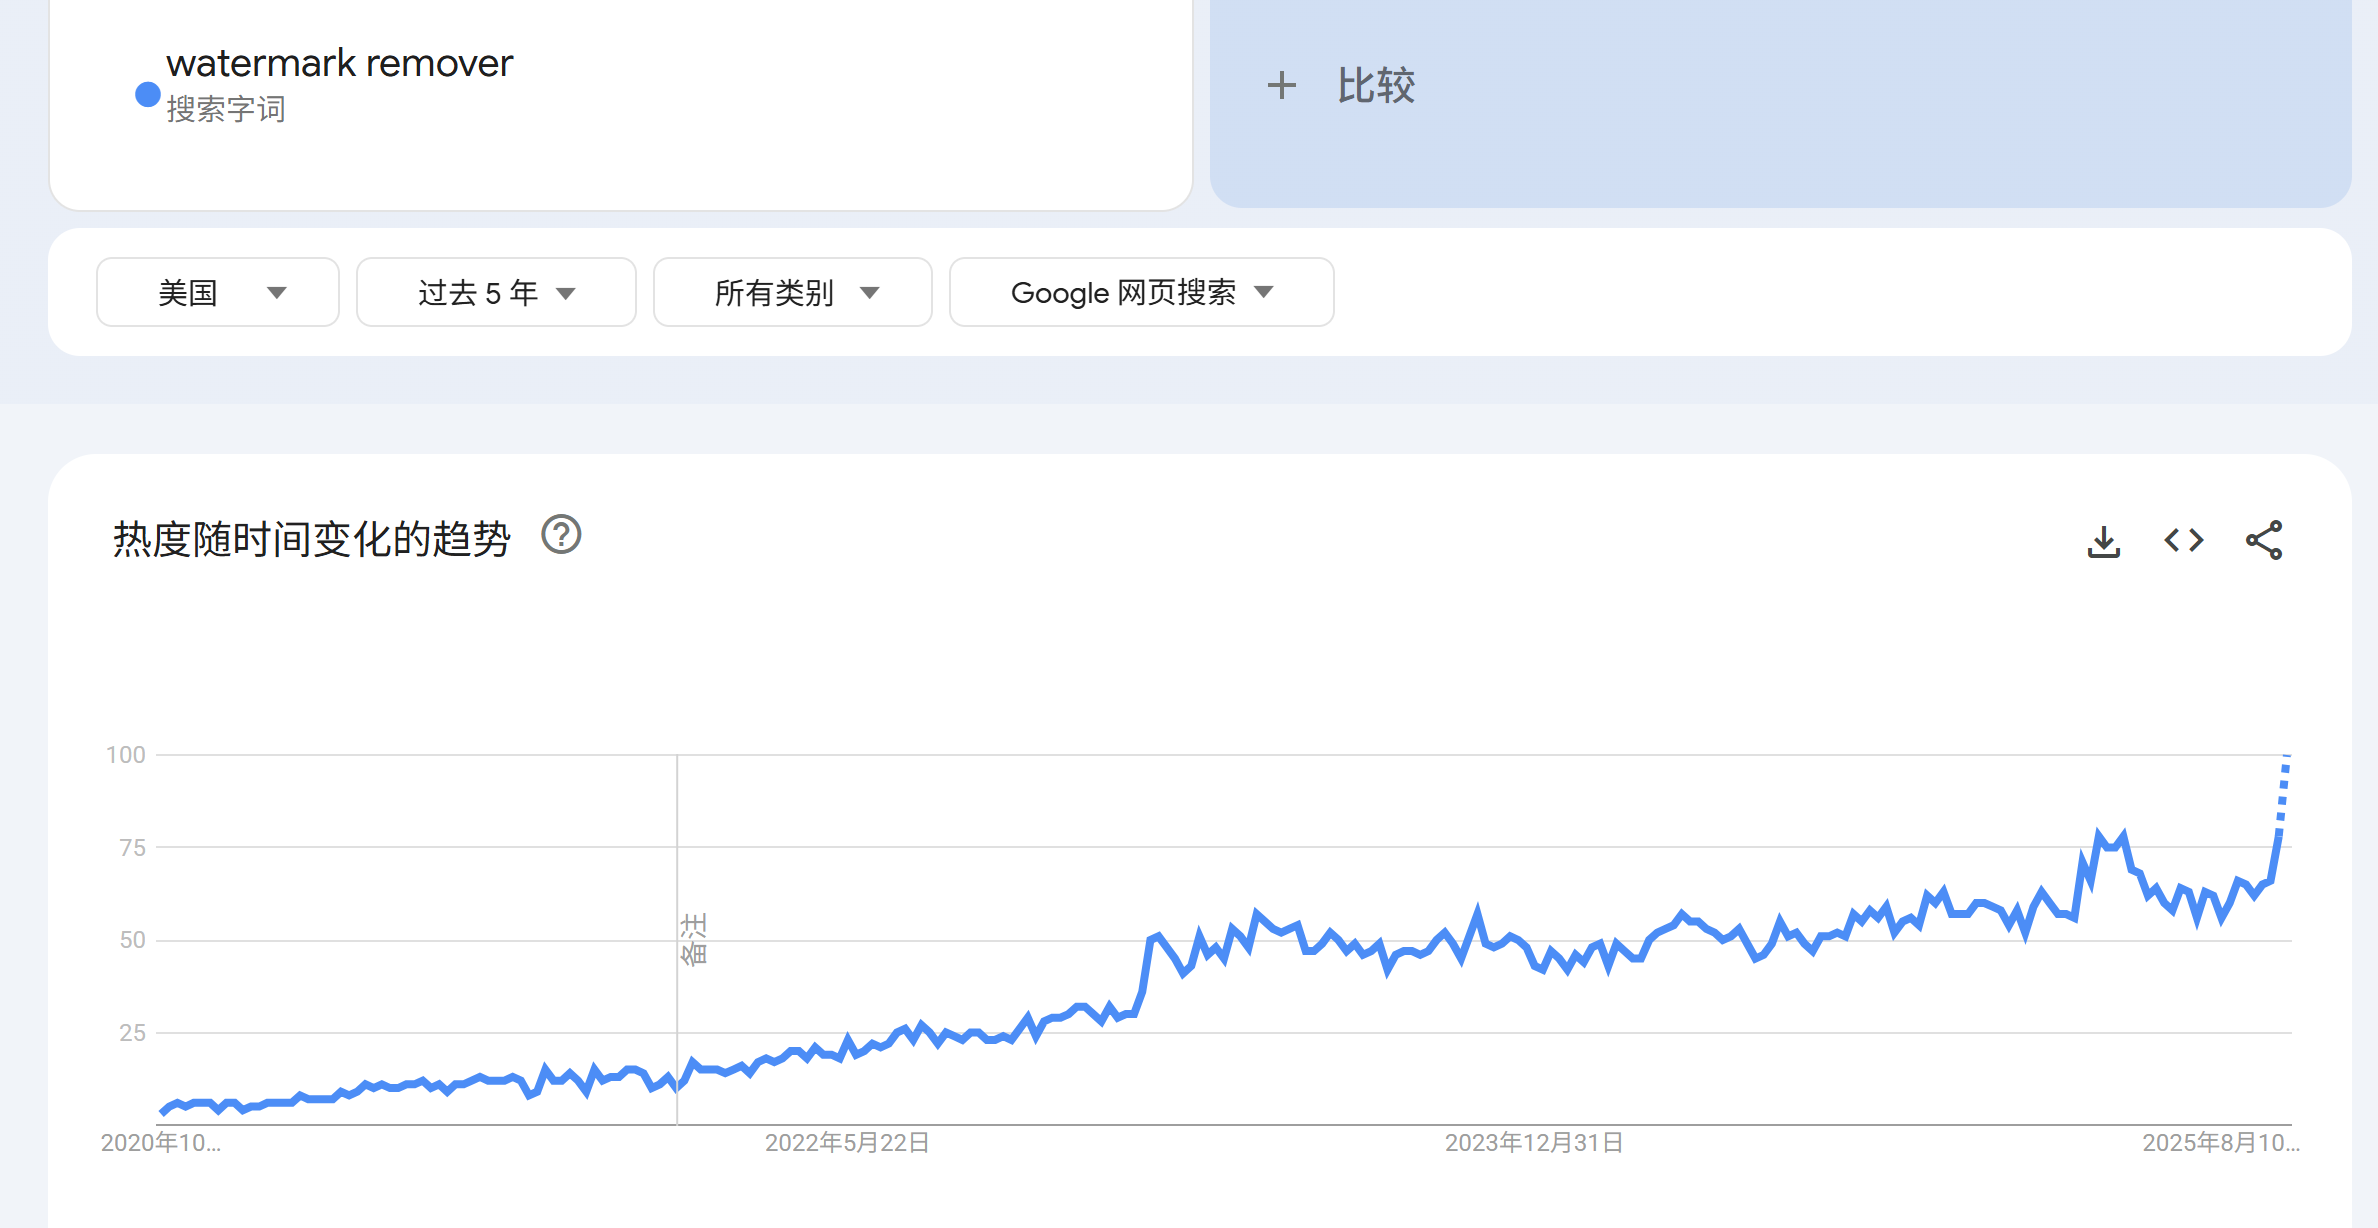 watermark remover
搜索字词
比较
美国
过去 5 年
所有类别
Google 网页搜索
热度随时间变化的趋势
100
75
50
25
备注
2020年10...
2022年5月22日
2023年12月31日
2025年8月10...